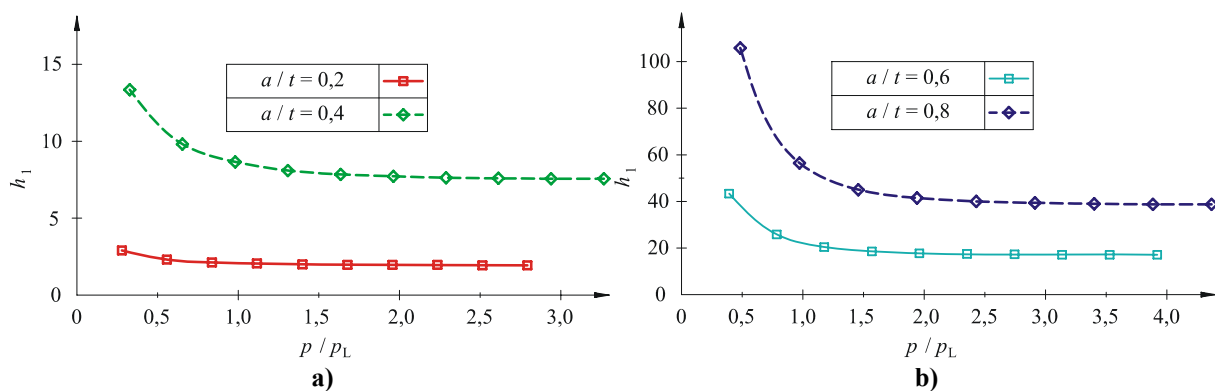 15
10
5
0
h₁
a / t = 0,2
a / t = 0,4
0 0,5 1,0 1,5 2,0 2,5 3,0
p / p_L
a)
100
80
60
40
20
0
h₁
a / t = 0,6
a / t = 0,8
0 0,5 1,0 1,5 2,0 2,5 3,0 3,5 4,0
p / p_L
b)